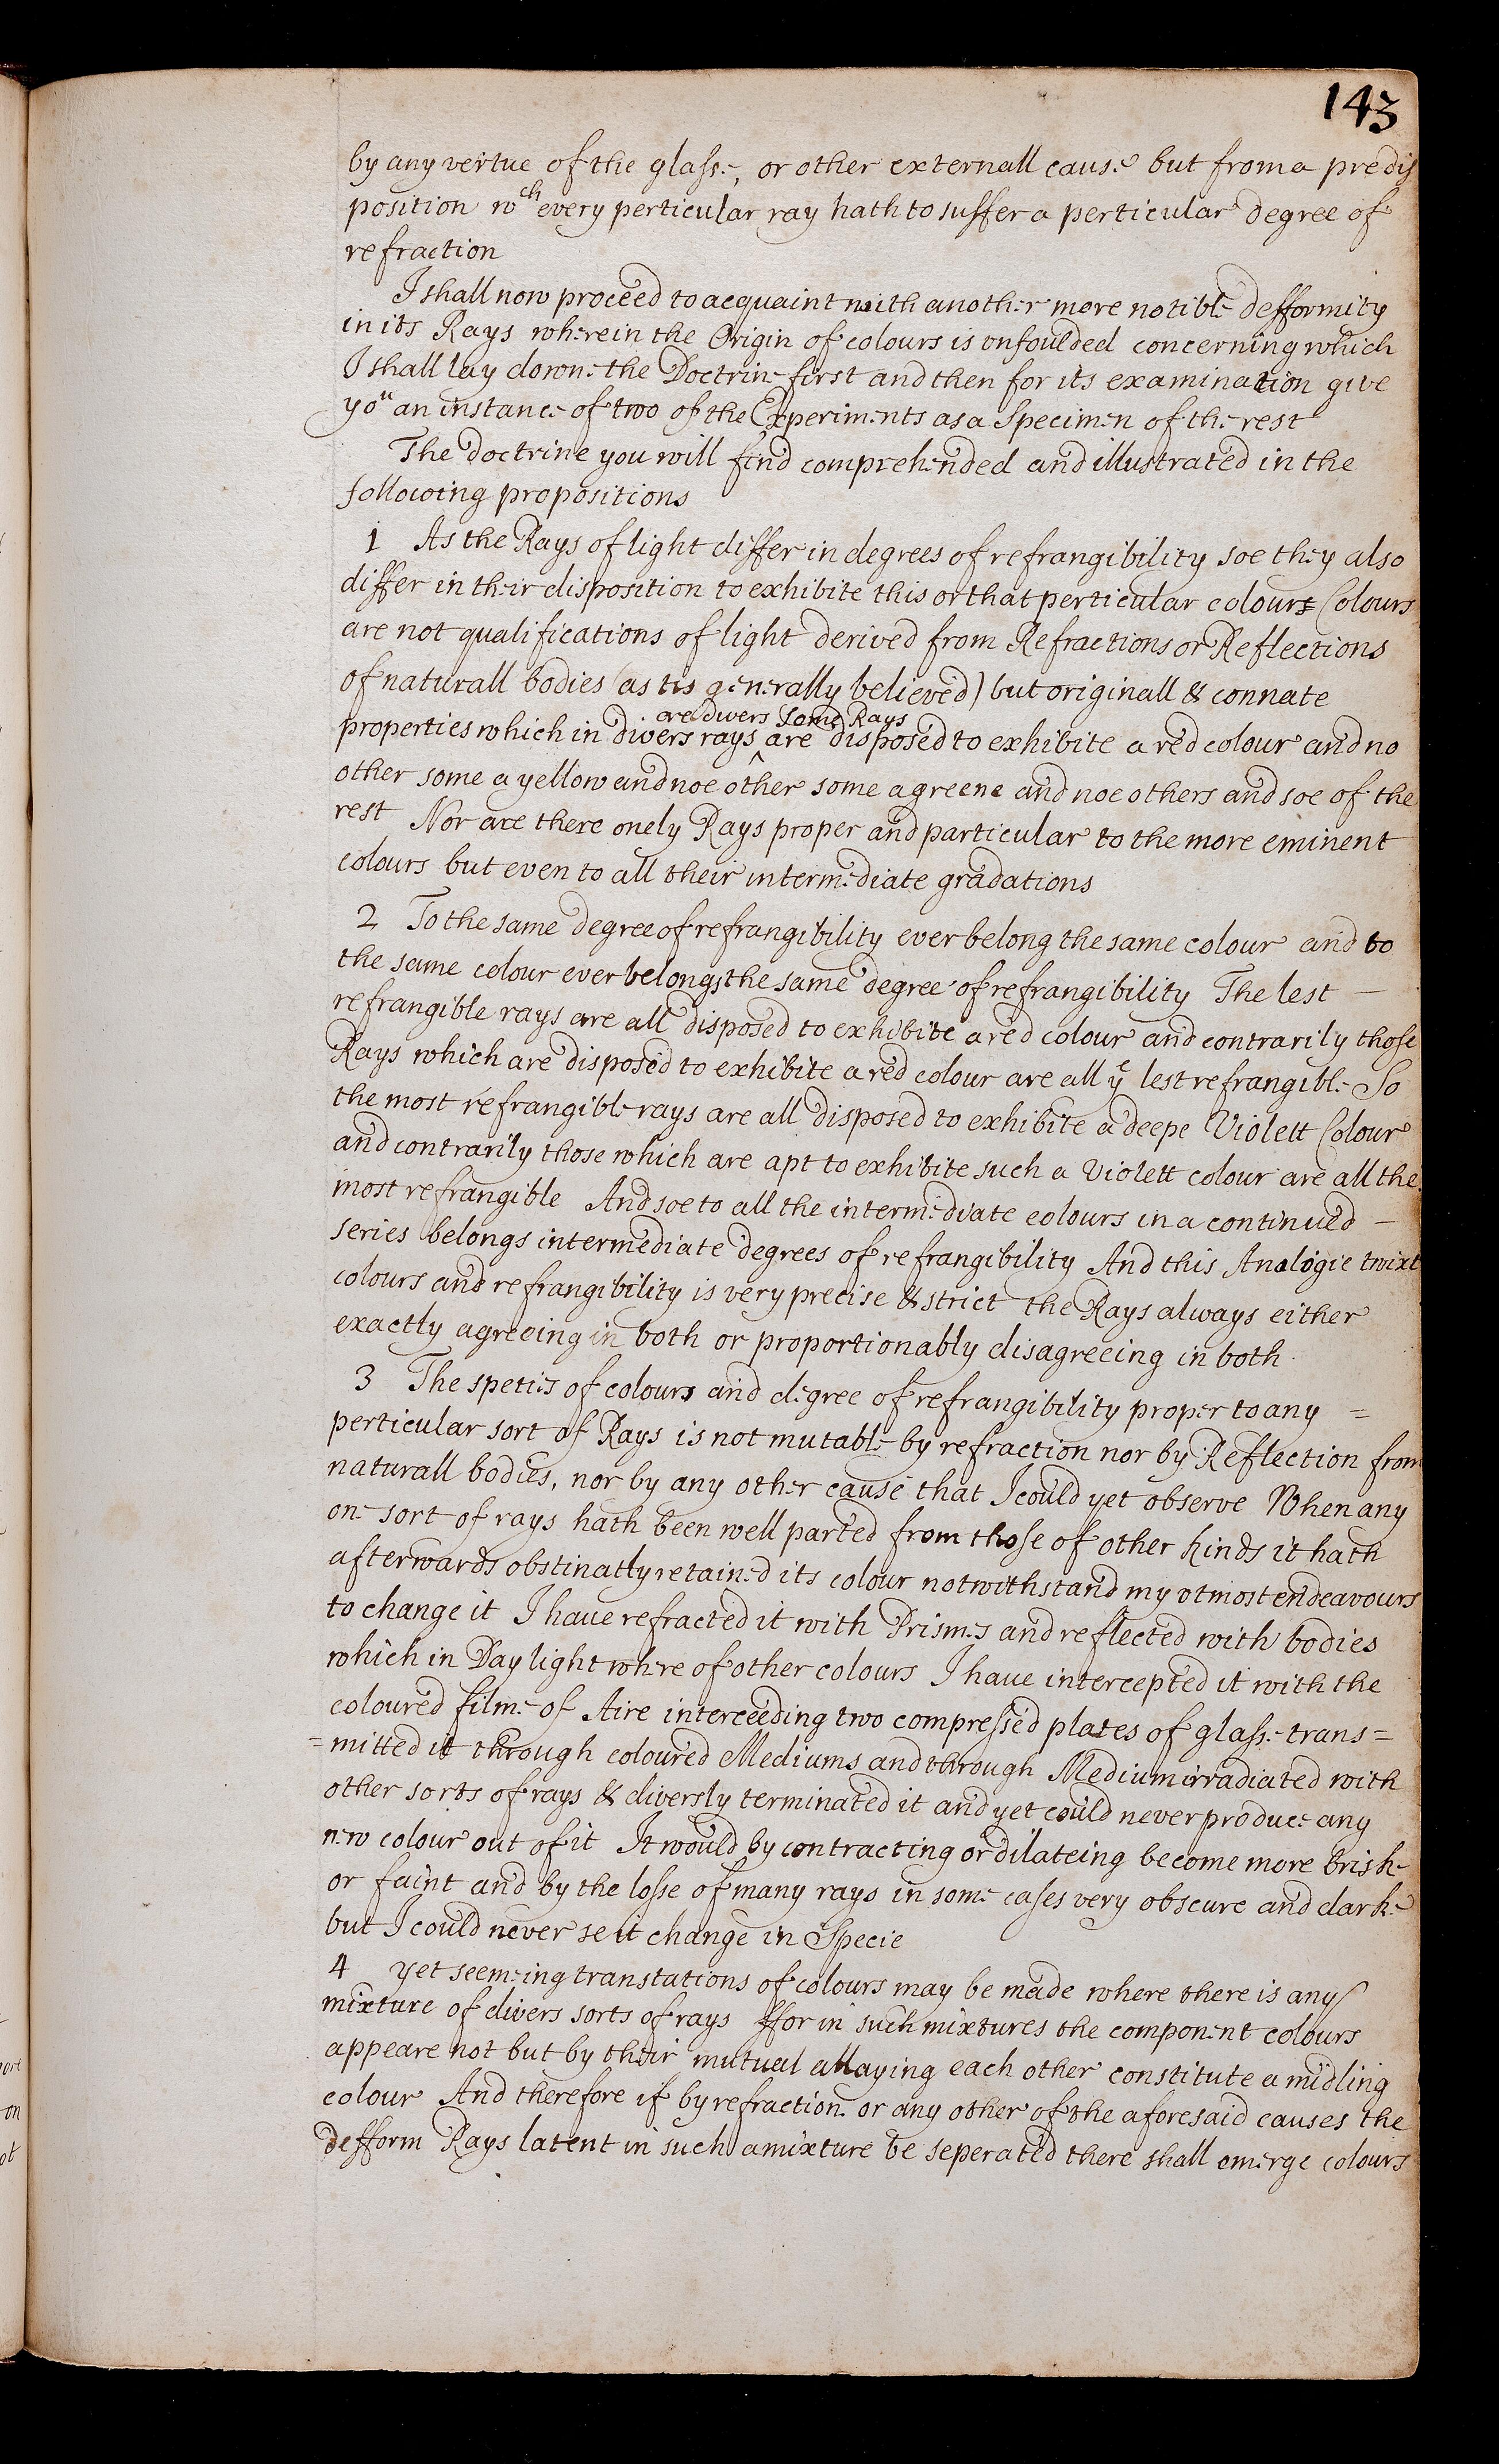 143
by any vertue of the glasse, or other externall cause but from a predis
position wch every perticular ray hath to suffer a perticular degree of
refraction
I shall now proceed to acquaint with another more notible defformity
in its Rays wherein the Origin of colours is vnfoulded concerning which
I shall lay downe the Doctrine first and then for its examination give
you an instance of two of the Experiments as a Specimen of the rest
The doctrine you will find comprehended and illustrated in the
following propositions
1 As the Rays of light differ in degrees of refrangibility soe they also
differ in their disposition to exhibite this or that perticular colours Colours
are not qualifications of light derived from Refractions or Reflections
of naturall bodies (as tis generally believed) but originall & connate
are divers Some Rays
properties which in divers rays ^ are disposed to exhibite a red colour and no
other some a yellow and noe other some a greene and noe others and soe of the
rest Nor are there onely Rays proper and particular to the more eminent
colours but even to all their intermediate gradations
2 To the same degree of refrangibility ever belong the same colour and to
the same colour ever belongs the same degree of refrangibility The lest —
refrangible rays are all disposed to exhibite a red colour and contrarily those
Rays which are disposed to exhibite a red colour are all ye lest refrangible So
the most refrangible rays are all disposed to exhibite a deepe Violett Colour
and contrarily those which are apt to exhibite such a Violett colour are all the
most refrangible And soe to all the intermediate colours in a continued —
series belongs intermediate degrees of refrangibility And this Analogie twixt
colours and refrangibility is very precise & strict the Rays always either
exactly agreeing in both or proportionably disagreeing in both.
3 The speties of colours and degree of refrangibility proper to any =
perticular sort of Rays is not mutable by refraction nor by Reflection from
naturall bodies, nor by any other cause that I could yet observe When any
one sort of rays hath been well parted from those of other kinds it hath
afterwards obstinatly retained its colour notwithstand my vtmost endeavours
to change it I have refracted it with Prismes and reflected with bodies
which in Day light where of other colours I have intercepted it with the
coloured filme of Aire interceeding two compressed plates of glasse trans=
=mitted it through coloured Mediums and through Medium irradiated with
other sorts of rays & diversly terminated it and yet could never produce any
new colour out of it It would by contracting or dilateing become more briske
or faint and by the losse of many rays in some cases very obscure and darke
but I could never se it change in Specie
4 yet seemeing transtations of colours may be made where there is any
mixture of divers sorts of rays ffor in such mixtures the component colours
appeare not but by their mutual allaying each other constitute a midling
colour And therefore if by refraction or any other of the aforesaid causes the
defform Rays latent in such a mixture be seperated there shall emerge colours